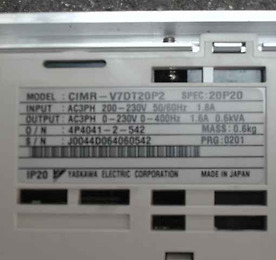 MODEL : CIMR-V7DT20P2 SPEC: 20P20
INPUT : AC3PH 200-230V 50/60Hz 1.8A
OUTPUT : AC3PH 0-230V 0-400Hz 1.6A 0.6kVA
O / N : 4P4041-2-542 MASS: 0.6kg
S / N : J0044D064060542 PRG: 0201
IP20 YASKAWA ELECTRIC CORPORATION MADE IN JAPAN